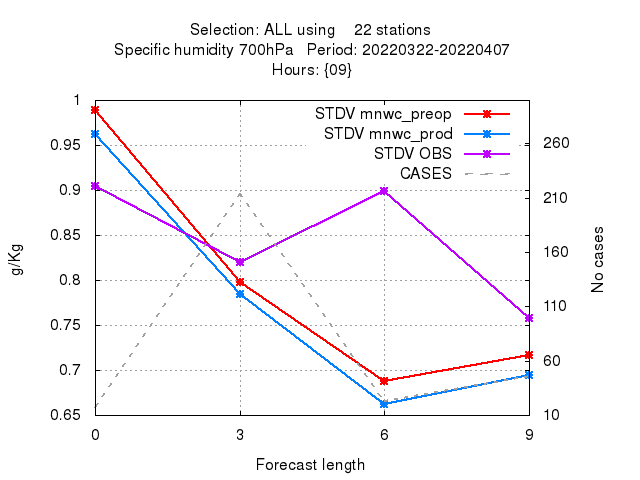 Selection: ALL using 22 stations
Specific humidity 700hPa Period: 20220322-20220407
Hours: {09}
STDV mnwc_preop
STDV mnwc_prod
STDV OBS
CASES
1
0.95
0.9
0.85
0.8
0.75
0.7
0.65
g/Kg
260
210
160
110
60
10
No cases
0 3 6 9
Forecast length